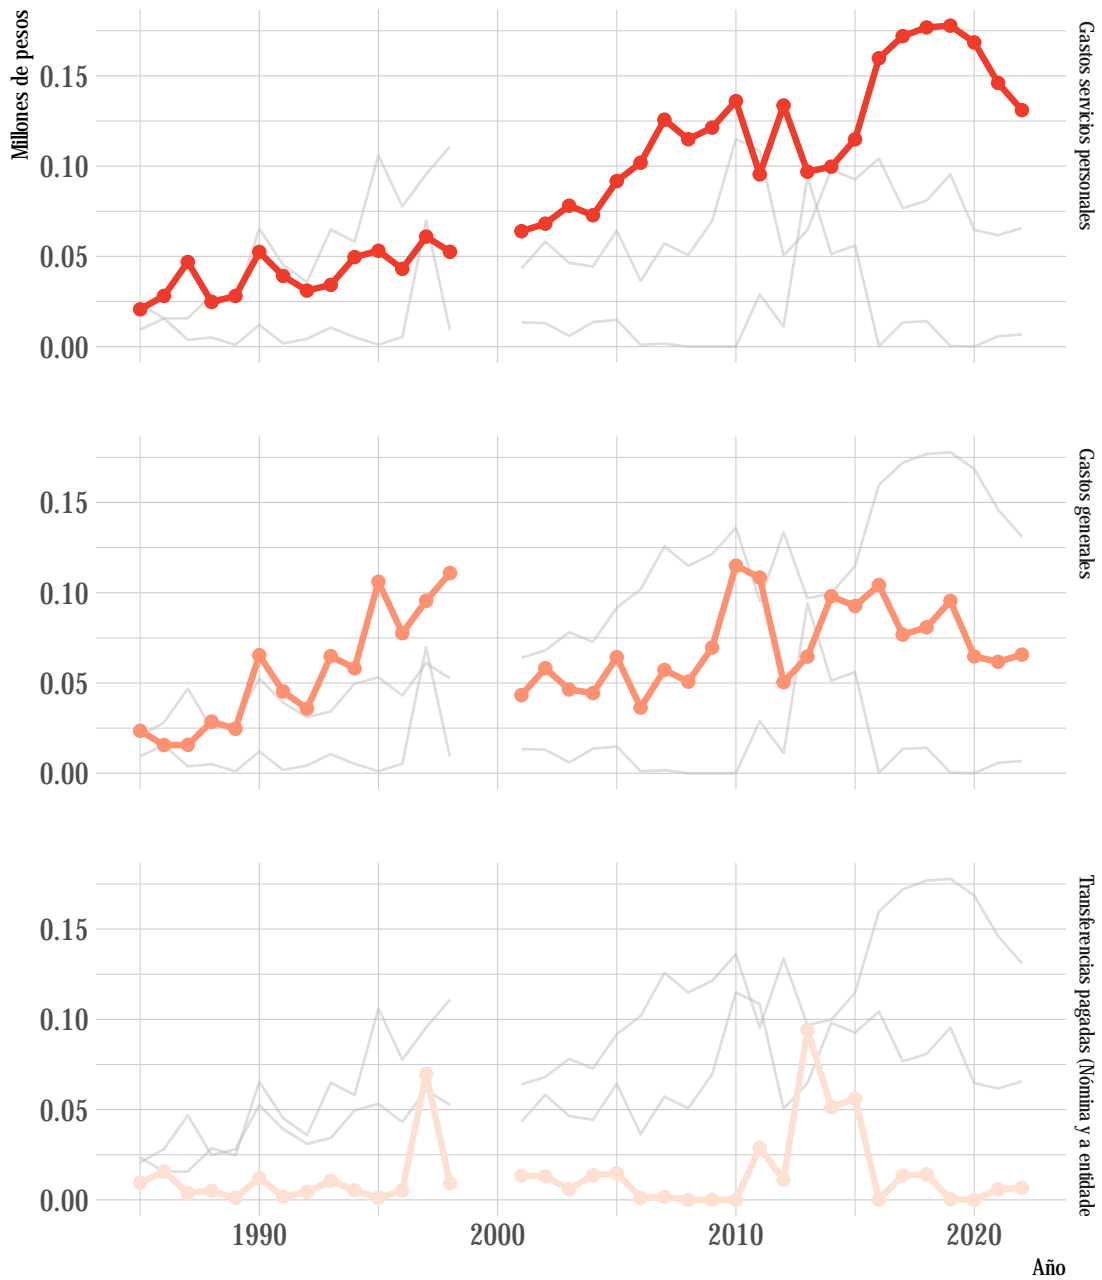 Millones de pesos
0.15
0.10
0.05
0.00
Gastos servicios personales
0.15
0.10
0.05
0.00
Gastos generales
0.15
0.10
0.05
0.00
Transferencias pagadas (Nómina y a entidade
1990 2000 2010 2020
Año